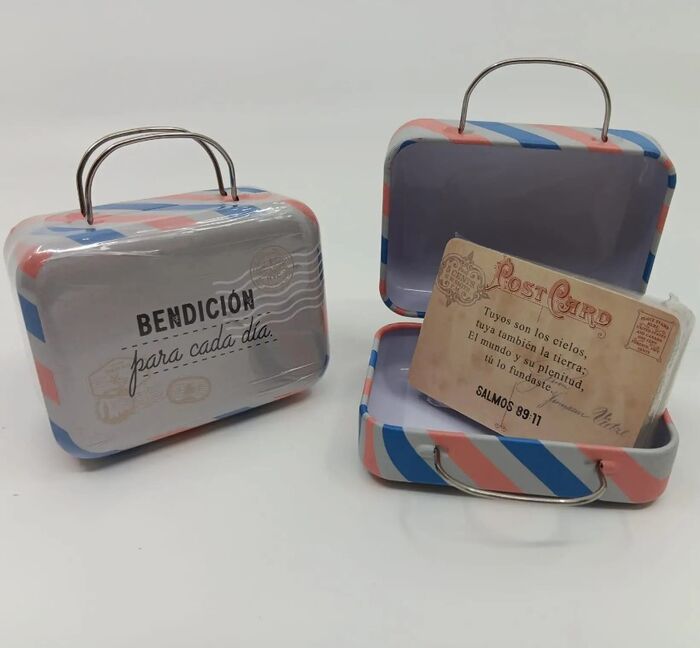 BENDICIÓN
para cada día.
POST CARD
Tuyos son los cielos,
tuya también la tierra;
El mundo y su plenitud,
tú lo fundaste.
SALMOS 89:11